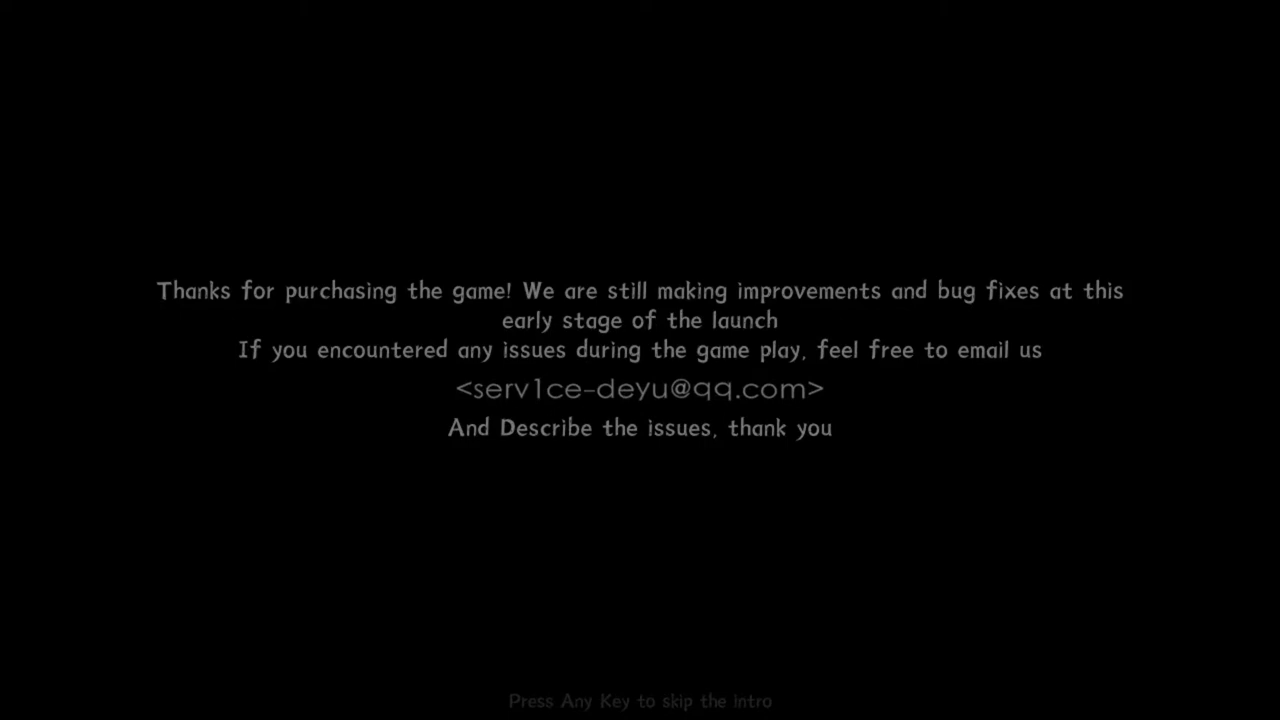 Thanks for purchasing the game! We are still making improvements and bug fixes at this
early stage of the launch
If you encountered any issues during the game play, feel free to email us
<serv1ce-deyu@qq.com>
And Describe the issues, thank you
Press Any Key to skip the intro